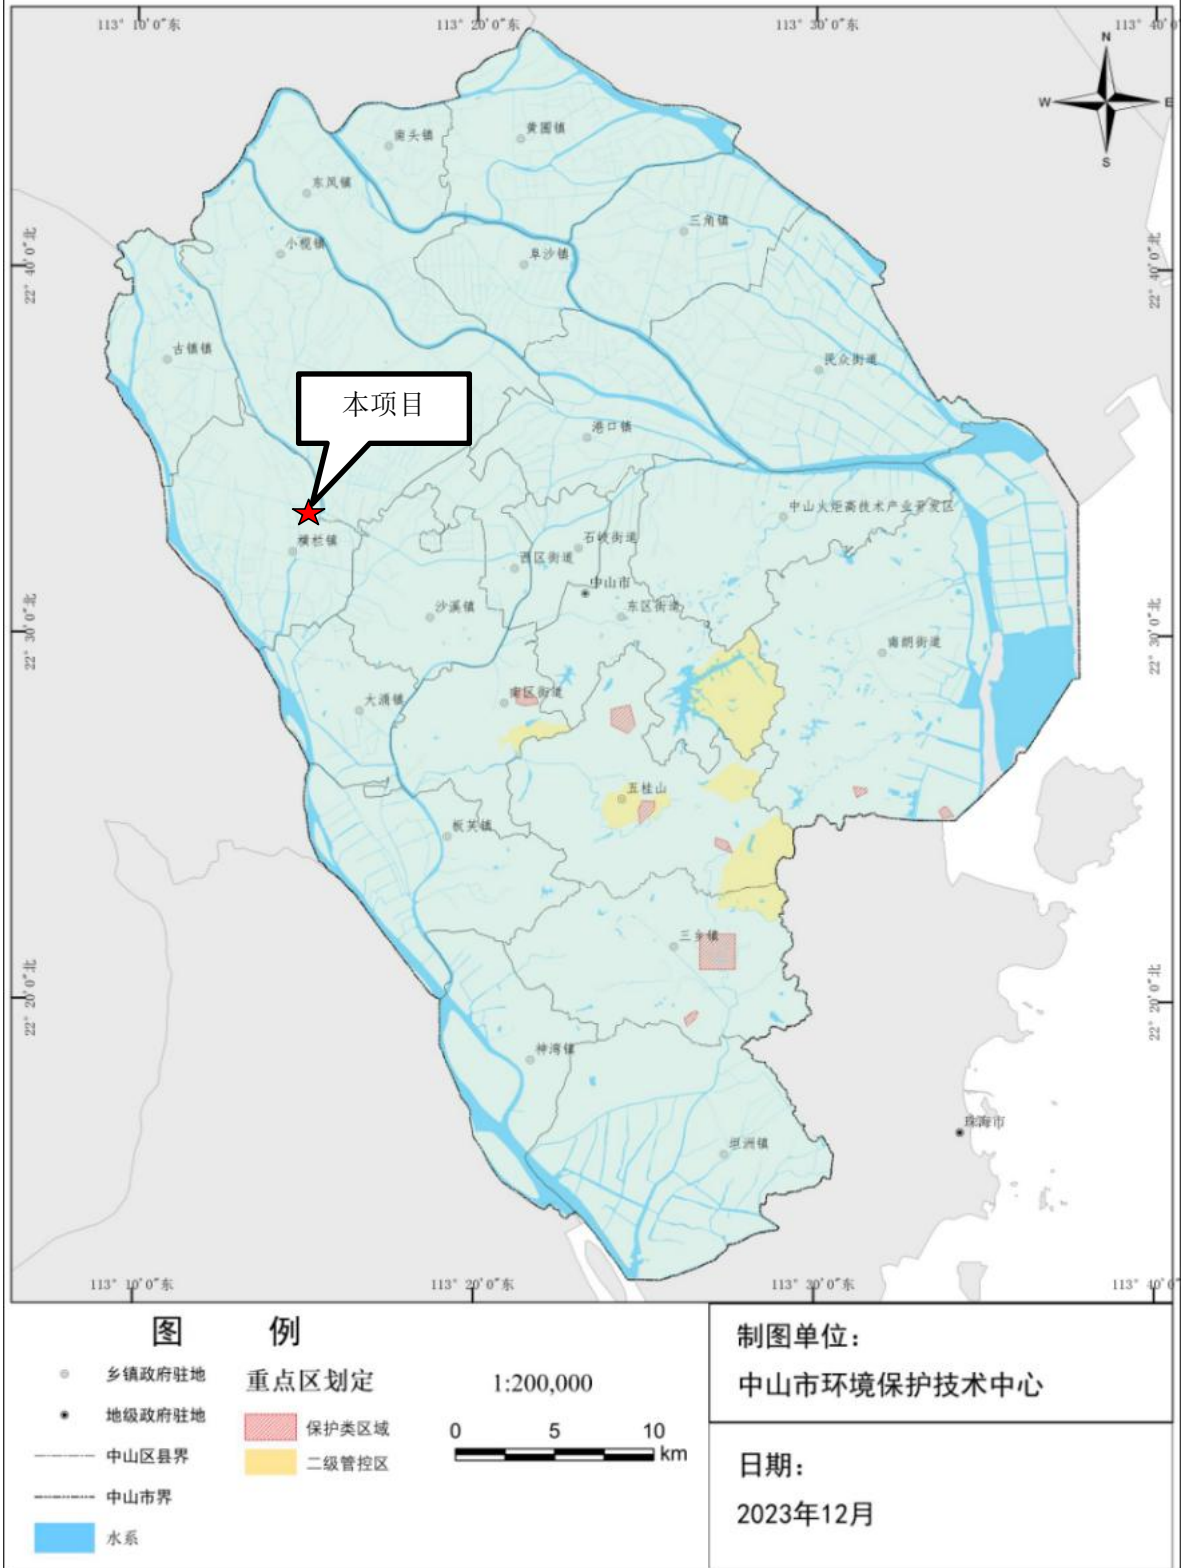 113° 10′0″东
113° 20′0″东
113° 30′0″东
113° 40′0
N
W
E
S
南头镇
黄圃镇
东凤镇
三角镇
小榄镇
阜沙镇
22° 40′0″北
22° 40′0″北
古镇镇
民众街道
本项目
港口镇
中山火炬高技术产业开发区
横栏镇
石岐街道
西区街道
中山市
沙溪镇
东区街道
22° 30′0″北
22° 30′0″北
南朗街道
大涌镇
南区街道
五桂山
板芙镇
三乡镇
22° 20′0″北
22° 20′0″北
神湾镇
珠海市
坦洲镇
113° 10′0″东
113° 20′0″东
113° 30′0″东
113° 40′0″东
图 例
乡镇政府驻地
地级政府驻地
中山区县界
中山市界
水系
重点区划定
保护类区域
二级管控区
1:200,000
0 5 10
km
制图单位：
中山市环境保护技术中心
日期：
2023年12月